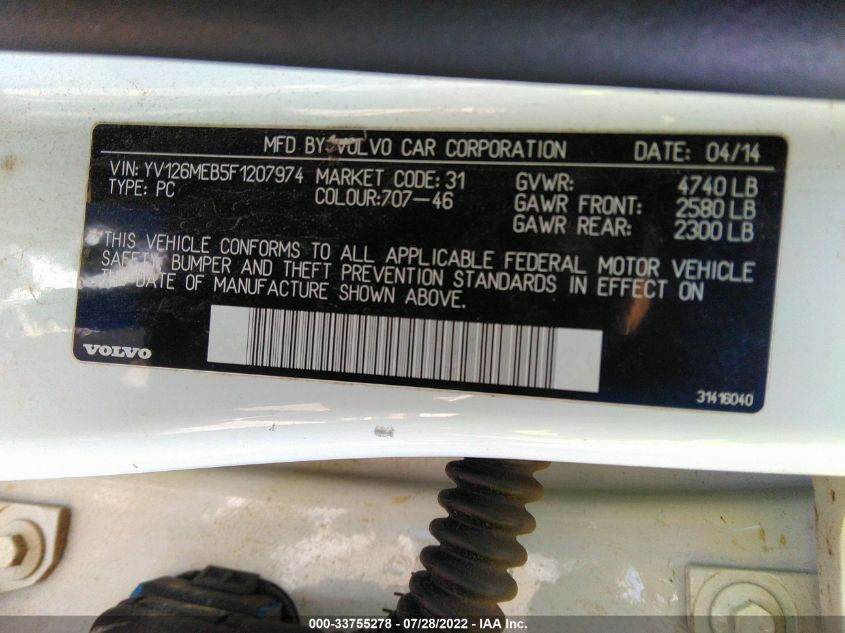 MFD BY VOLVO CAR CORPORATION DATE: 04/14
VIN: YV126MEB5F1207974 MARKET CODE: 31 GVWR: 4740 LB
TYPE: PC COLOUR:707-46 GAWR FRONT: 2580 LB
GAWR REAR: 2300 LB
THIS VEHICLE CONFORMS TO ALL APPLICABLE FEDERAL MOTOR VEHICLE
SAFETY, BUMPER AND THEFT PREVENTION STANDARDS IN EFFECT ON
THE DATE OF MANUFACTURE SHOWN ABOVE.
VOLVO
31416040
000-33755278 - 07/28/2022 - IAA Inc.